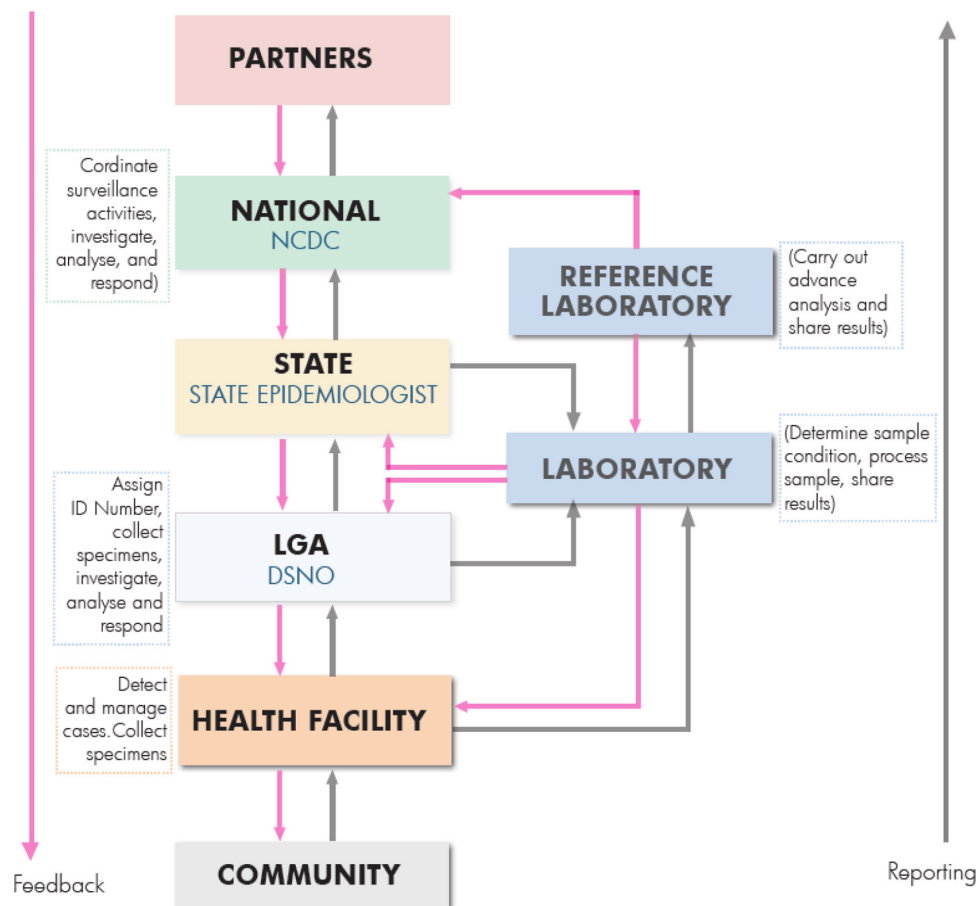 PARTNERS
Cordinate
surveillance
activities,
investigate,
analyse, and
respond)
NATIONAL
NCDC
REFERENCE
LABORATORY
(Carry out
advance
analysis and
share results)
STATE
STATE EPIDEMIOLOGIST
LABORATORY
(Determine sample
condition, process
sample, share
results)
Assign
ID Number,
collect
specimens,
investigate,
analyse and
respond
LGA
DSNO
Detect
and manage
cases.Collect
specimens
HEALTH FACILITY
COMMUNITY
Feedback
Reporting